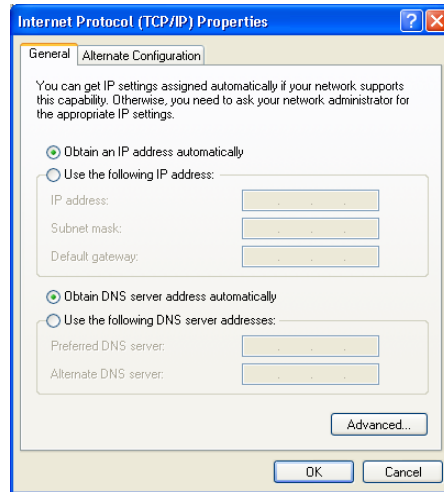 Internet Protocol (TCP/IP) Properties
General Alternate Configuration
You can get IP settings assigned automatically if your network supports
this capability. Otherwise, you need to ask your network administrator for
the appropriate IP settings.
Obtain an IP address automatically
Use the following IP address:
IP address:
Subnet mask:
Default gateway:
Obtain DNS server address automatically
Use the following DNS server addresses:
Preferred DNS server:
Alternate DNS server:
Advanced...
OK Cancel